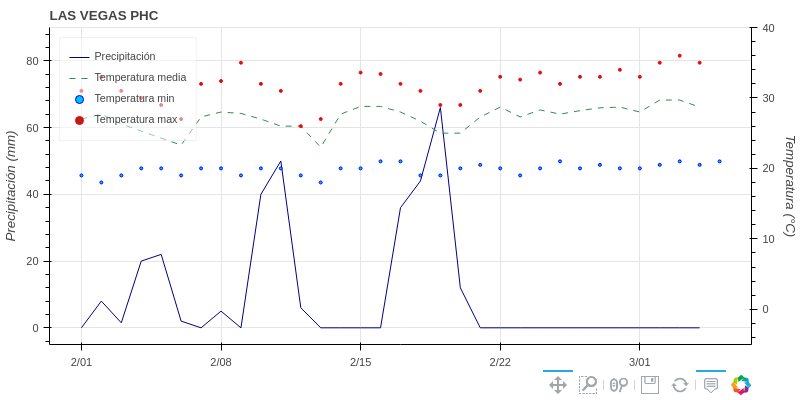 LAS VEGAS PHC
Precipitación
Temperatura media
Temperatura min
Temperatura max
Precipitación (mm)
80
60
40
20
0
Temperatura (°C)
40
30
20
10
0
2/01
2/08
2/15
2/22
3/01